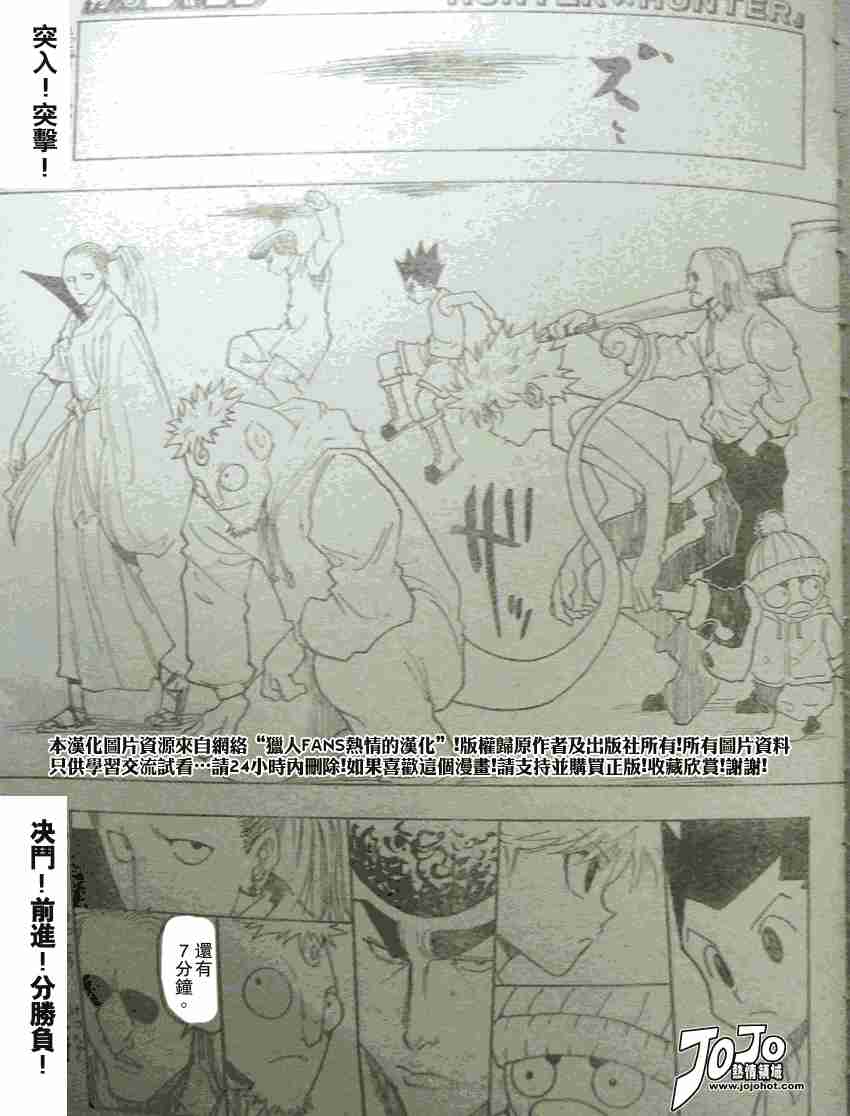 HUNTER×HUNTER』
突入！突擊！
ズ
ザ
本漢化圖片資源來自網絡“獵人FANS熱情的漢化”!版權歸原作者及出版社所有!所有圖片資料
只供學習交流試看…請24小時內刪除!如果喜歡這個漫畫!請支持並購買正版!收藏欣賞!謝謝!
決鬥！前進！分勝負！
還有
7分鐘。
JOJO
熱情領域
www.jojohot.com